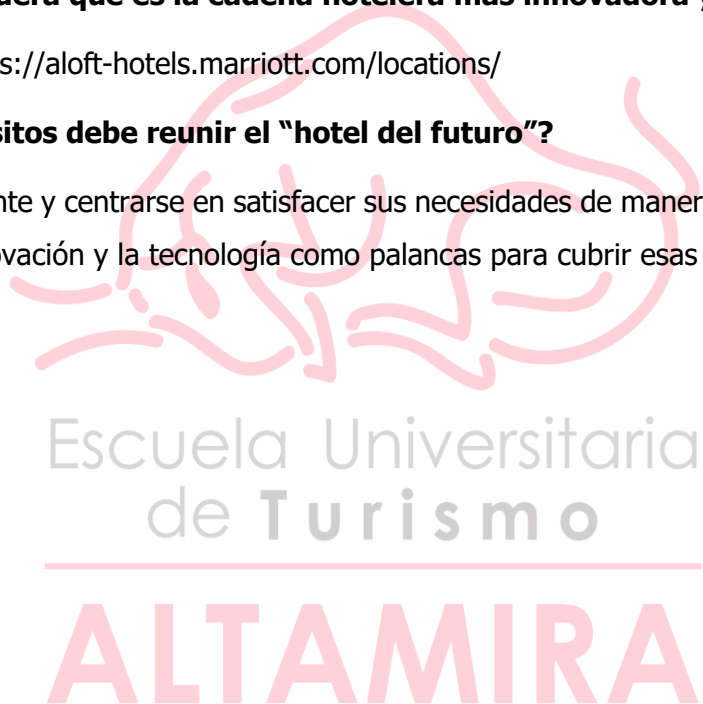 uera que es la cadena hotelera más innovadora y
s://aloft-hotels.marriott.com/locations/
sitos debe reunir el “hotel del futuro”?
nte y centrarse en satisfacer sus necesidades de maner
ovación y la tecnología como palancas para cubrir esas
Escuela Universitaria
de Turismo
ALTAMIRA